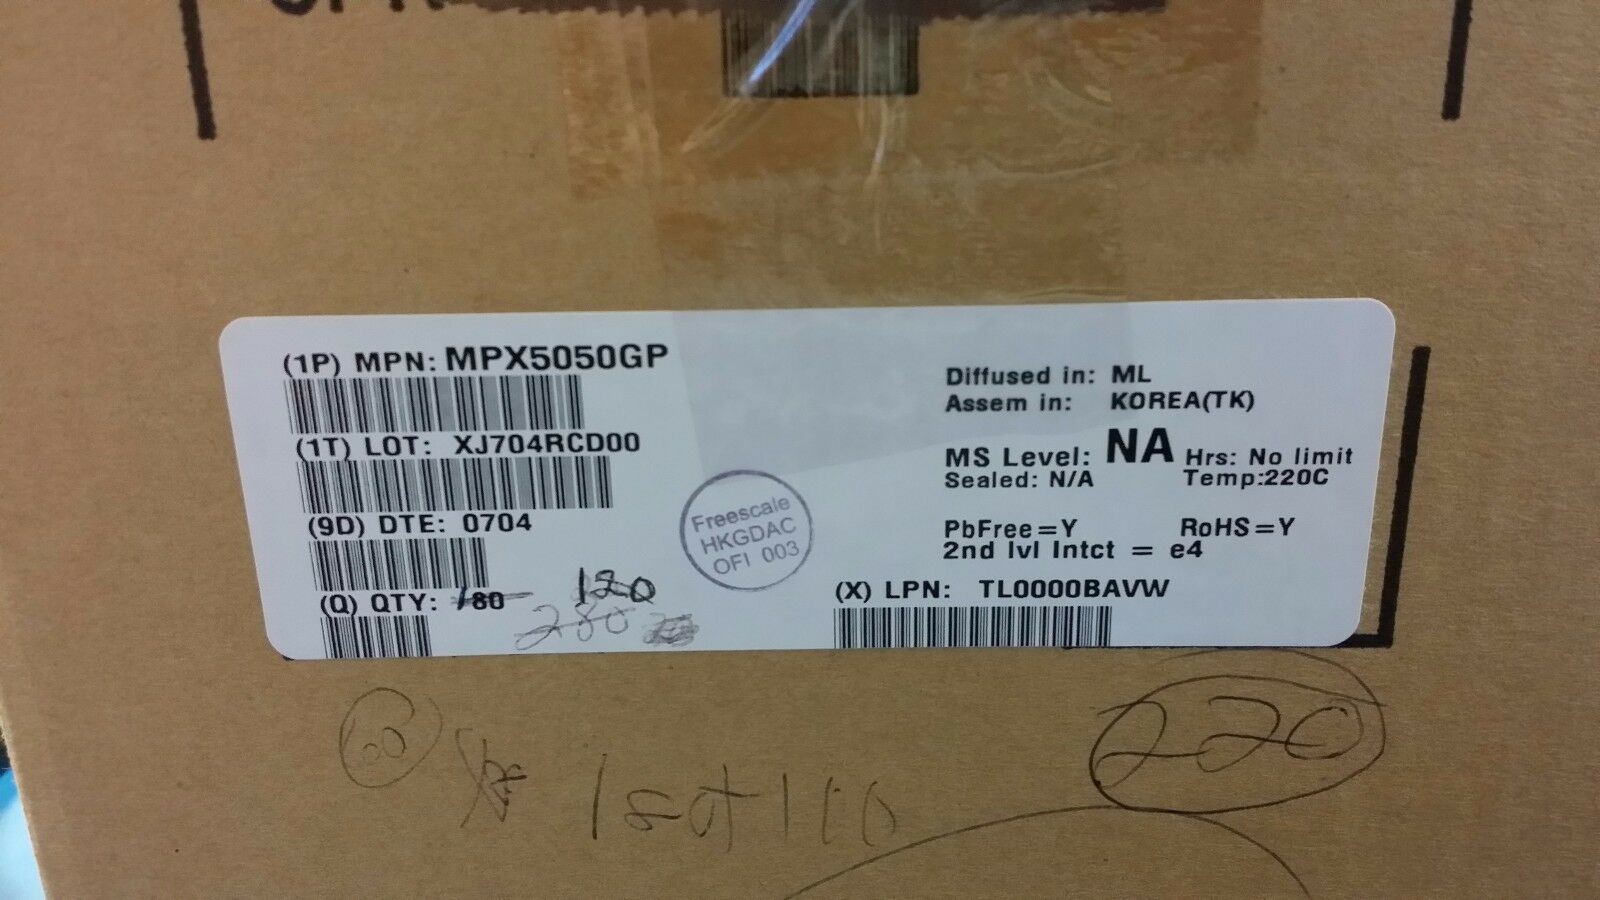 (1P) MPN: MPX5050GP
(1T) LOT: XJ704RCD00
(9D) DTE: 0704
(Q) QTY: 180
120
280
Freescale
HKGDAC
OFI 003
Diffused in: ML
Assem in: KOREA(TK)
MS Level: NA Hrs: No limit
Sealed: N/A Temp:220C
PbFree=Y RoHS=Y
2nd lvl Intct = e4
(X) LPN: TL0000BAVW
220